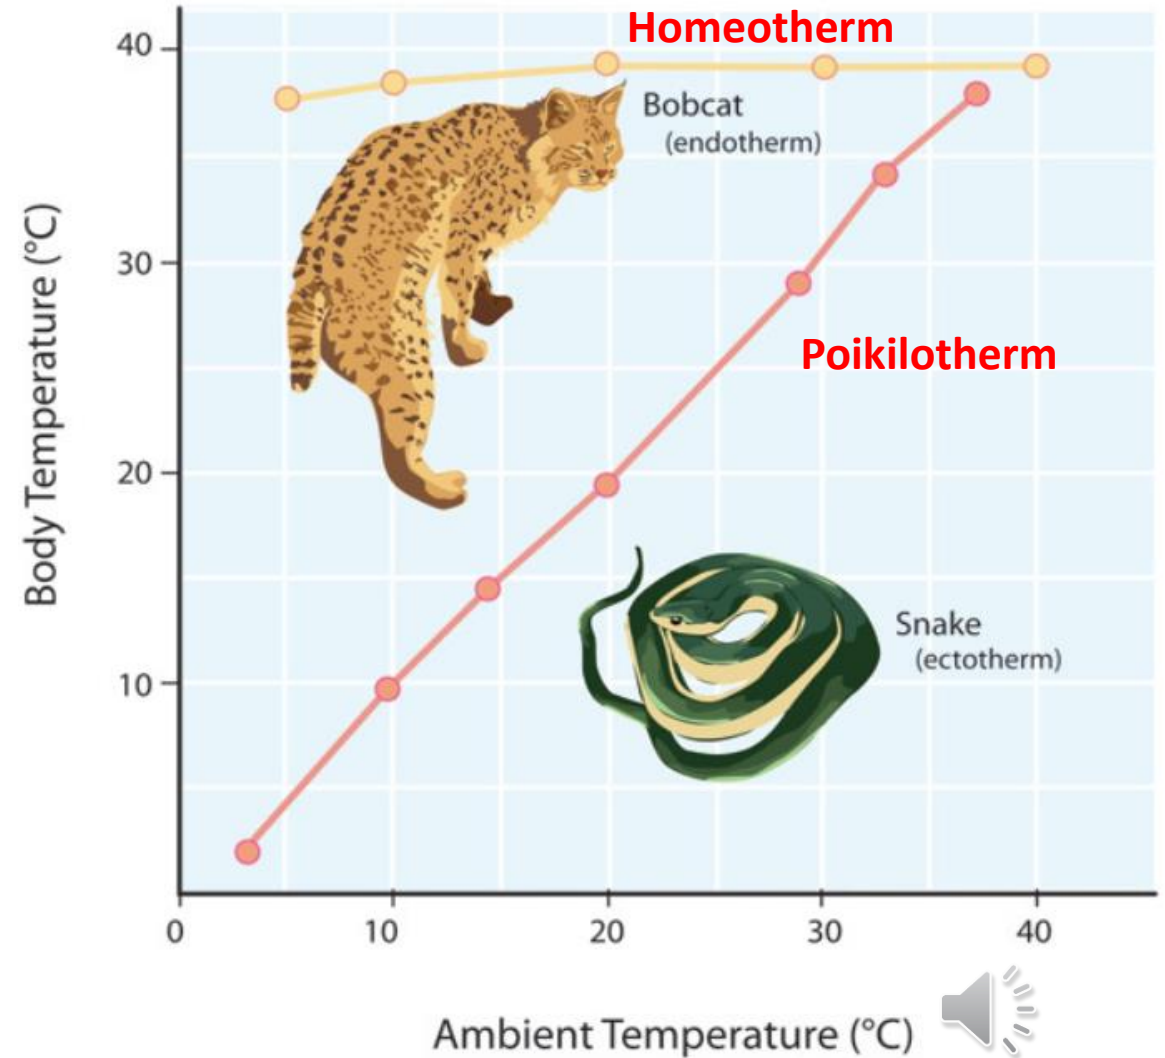 Homeotherm
40
Bobcat
(endotherm)
30
Poikilotherm
20
Snake
(ectotherm)
10
0 10 20 30 40
Body Temperature (°C)
Ambient Temperature (°C)